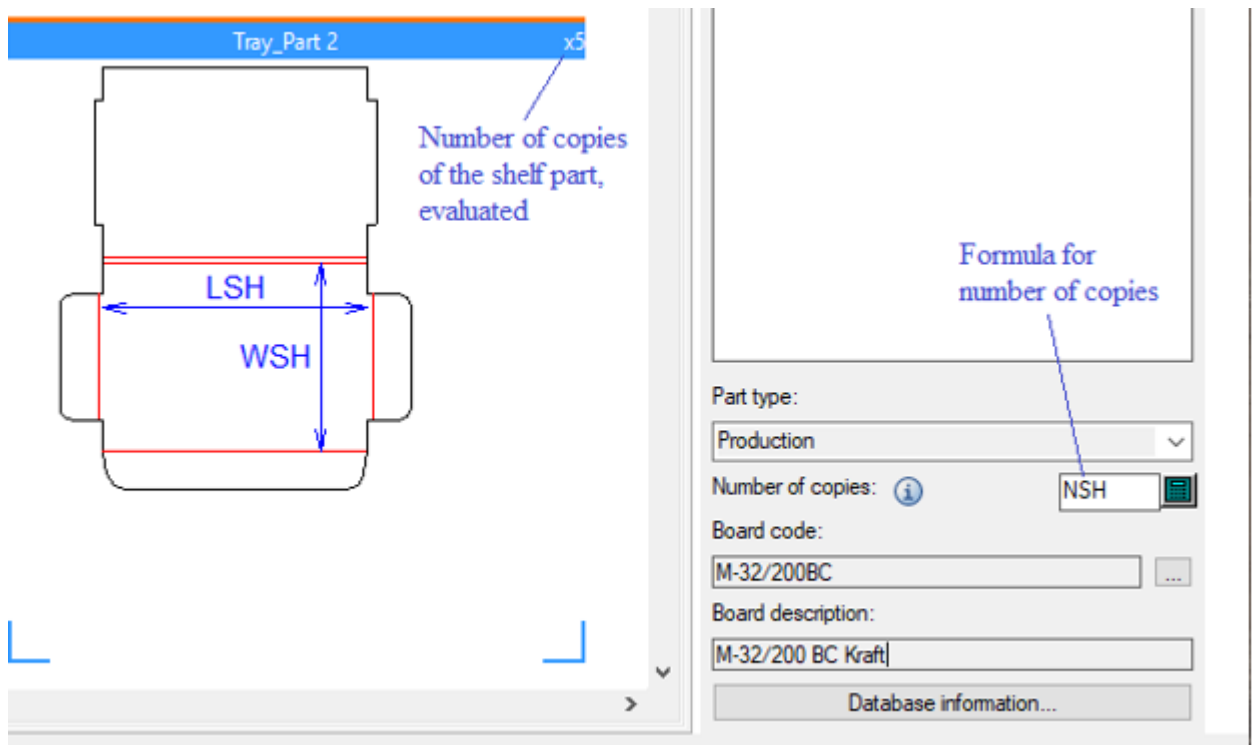 Tray_Part 2 x5
Number of copies
of the shelf part,
evaluated
LSH
WSH
Formula for
number of copies
Part type:
Production
Number of copies:
NSH
Board code:
M-32/200BC
...
Board description:
M-32/200 BC Kraft
Database information...